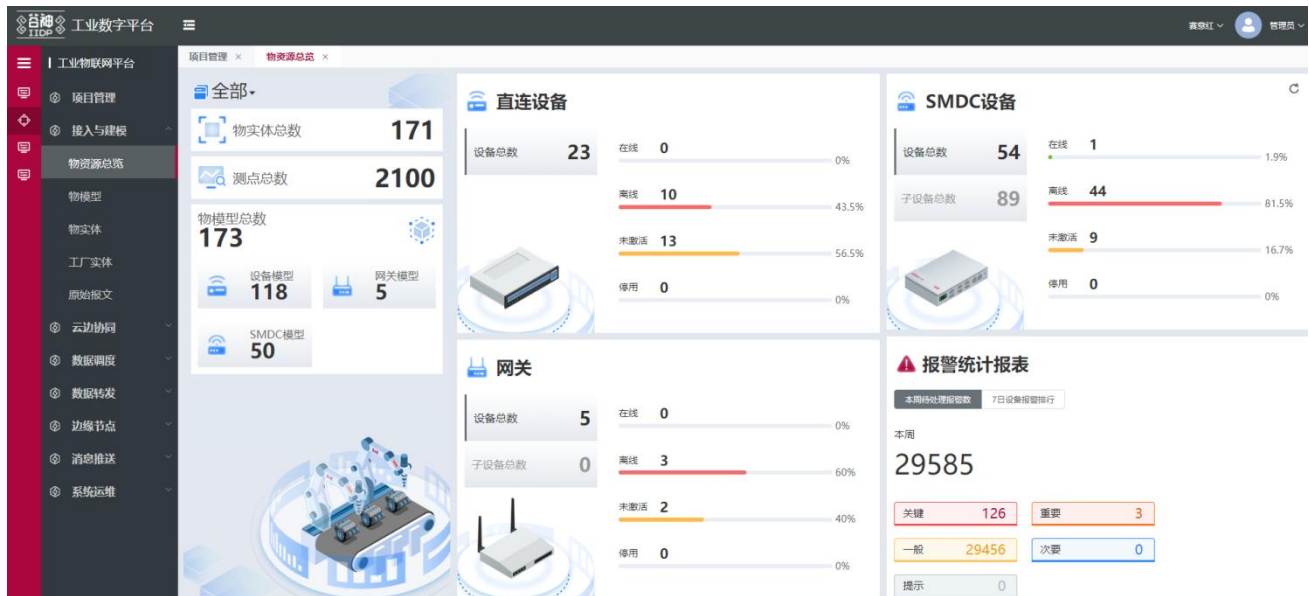 谷神
IIDP
工业数字平台
袁意红
管理员
工业物联网平台
项目管理
接入与建模
物资源总览
物模型
物实体
工厂实体
原始报文
云边协同
数据调度
数据转发
边缘节点
消息推送
系统运维
项目管理 ×
物资源总览 ×
全部
物实体总数 171
测点总数 2100
物模型总数
173
设备模型
118
网关模型
5
SMDC模型
50
直连设备
设备总数 23
在线 0
0%
离线 10
43.5%
未激活 13
56.5%
停用 0
0%
SMDC设备
设备总数 54
子设备总数 89
在线 1
1.9%
离线 44
81.5%
未激活 9
16.7%
停用 0
0%
网关
设备总数 5
子设备总数 0
在线 0
0%
离线 3
60%
未激活 2
40%
停用 0
0%
报警统计报表
本周待处理报警数
7日设备报警排行
本周
29585
关键 126
重要 3
一般 29456
次要 0
提示 0